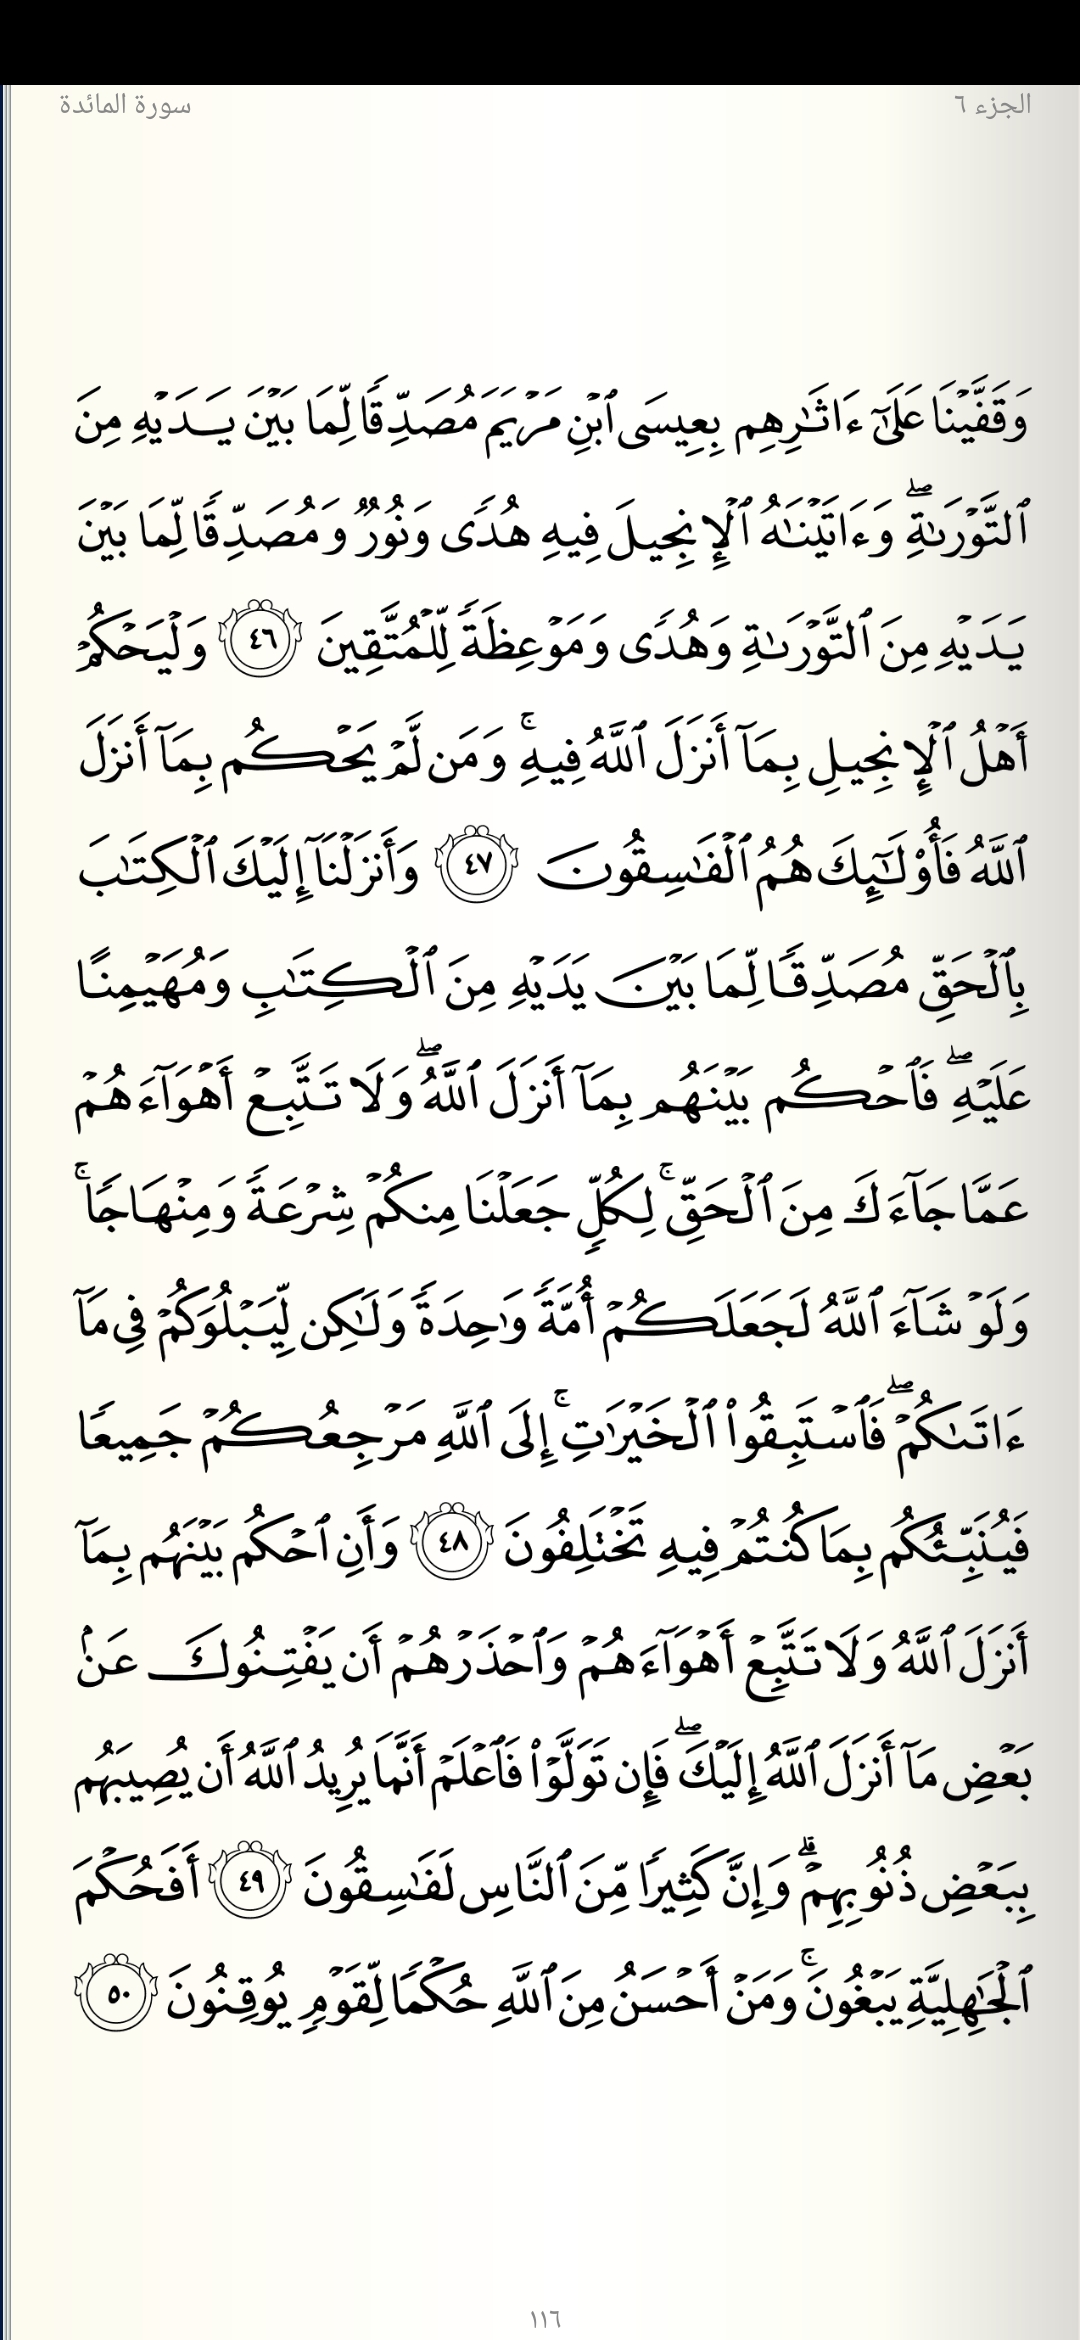 الجزء ٦
سورة المائدة
وَقَفَّيْنَا عَلَىٰٓ ءَاثَٰرِهِم بِعِيسَى ٱبْنِ مَرْيَمَ مُصَدِّقًا لِّمَا بَيْنَ يَدَيْهِ مِنَ
ٱلتَّوْرَىٰةِۖ وَءَاتَيْنَٰهُ ٱلْإِنجِيلَ فِيهِ هُدًى وَنُورٌ وَمُصَدِّقًا لِّمَا بَيْنَ
يَدَيْهِ مِنَ ٱلتَّوْرَىٰةِ وَهُدًى وَمَوْعِظَةً لِّلْمُتَّقِينَ ٤٦ وَلْيَحْكُمْ
أَهْلُ ٱلْإِنجِيلِ بِمَآ أَنزَلَ ٱللَّهُ فِيهِۚ وَمَن لَّمْ يَحْكُم بِمَآ أَنزَلَ
ٱللَّهُ فَأُو۟لَٰٓئِكَ هُمُ ٱلْفَٰسِقُونَ ٤٧ وَأَنزَلْنَآ إِلَيْكَ ٱلْكِتَٰبَ
بِٱلْحَقِّ مُصَدِّقًا لِّمَا بَيْنَ يَدَيْهِ مِنَ ٱلْكِتَٰبِ وَمُهَيْمِنًا
عَلَيْهِۖ فَٱحْكُم بَيْنَهُم بِمَآ أَنزَلَ ٱللَّهُۖ وَلَا تَتَّبِعْ أَهْوَآءَهُمْ
عَمَّا جَآءَكَ مِنَ ٱلْحَقِّۚ لِكُلٍّ جَعَلْنَا مِنكُمْ شِرْعَةً وَمِنْهَاجًاۚ
وَلَوْ شَآءَ ٱللَّهُ لَجَعَلَكُمْ أُمَّةً وَٰحِدَةً وَلَٰكِن لِّيَبْلُوَكُمْ فِى مَآ
ءَاتَىٰكُمْۖ فَٱسْتَبِقُوا۟ ٱلْخَيْرَٰتِۚ إِلَى ٱللَّهِ مَرْجِعُكُمْ جَمِيعًا
فَيُنَبِّئُكُم بِمَا كُنتُمْ فِيهِ تَخْتَلِفُونَ ٤٨ وَأَنِ ٱحْكُم بَيْنَهُم بِمَآ
أَنزَلَ ٱللَّهُ وَلَا تَتَّبِعْ أَهْوَآءَهُمْ وَٱحْذَرْهُمْ أَن يَفْتِنُوكَ عَنۢ
بَعْضِ مَآ أَنزَلَ ٱللَّهُ إِلَيْكَۖ فَإِن تَوَلَّوْا۟ فَٱعْلَمْ أَنَّمَا يُرِيدُ ٱللَّهُ أَن يُصِيبَهُم
بِبَعْضِ ذُنُوبِهِمْۗ وَإِنَّ كَثِيرًا مِّنَ ٱلنَّاسِ لَفَٰسِقُونَ ٤٩ أَفَحُكْمَ
ٱلْجَٰهِلِيَّةِ يَبْغُونَۚ وَمَنْ أَحْسَنُ مِنَ ٱللَّهِ حُكْمًا لِّقَوْمٍ يُوقِنُونَ ٥٠
١١٦